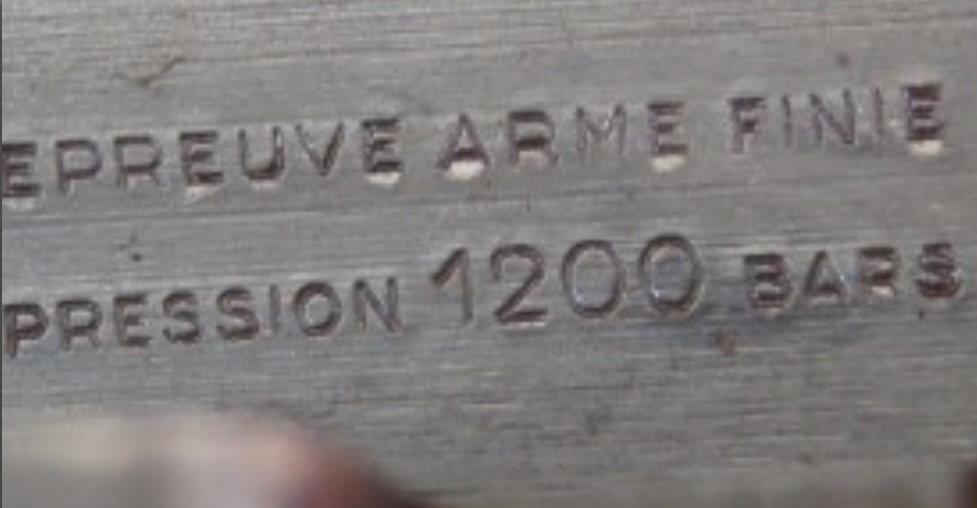 EPREUVE ARME FINIE
PRESSION 1200 BARS